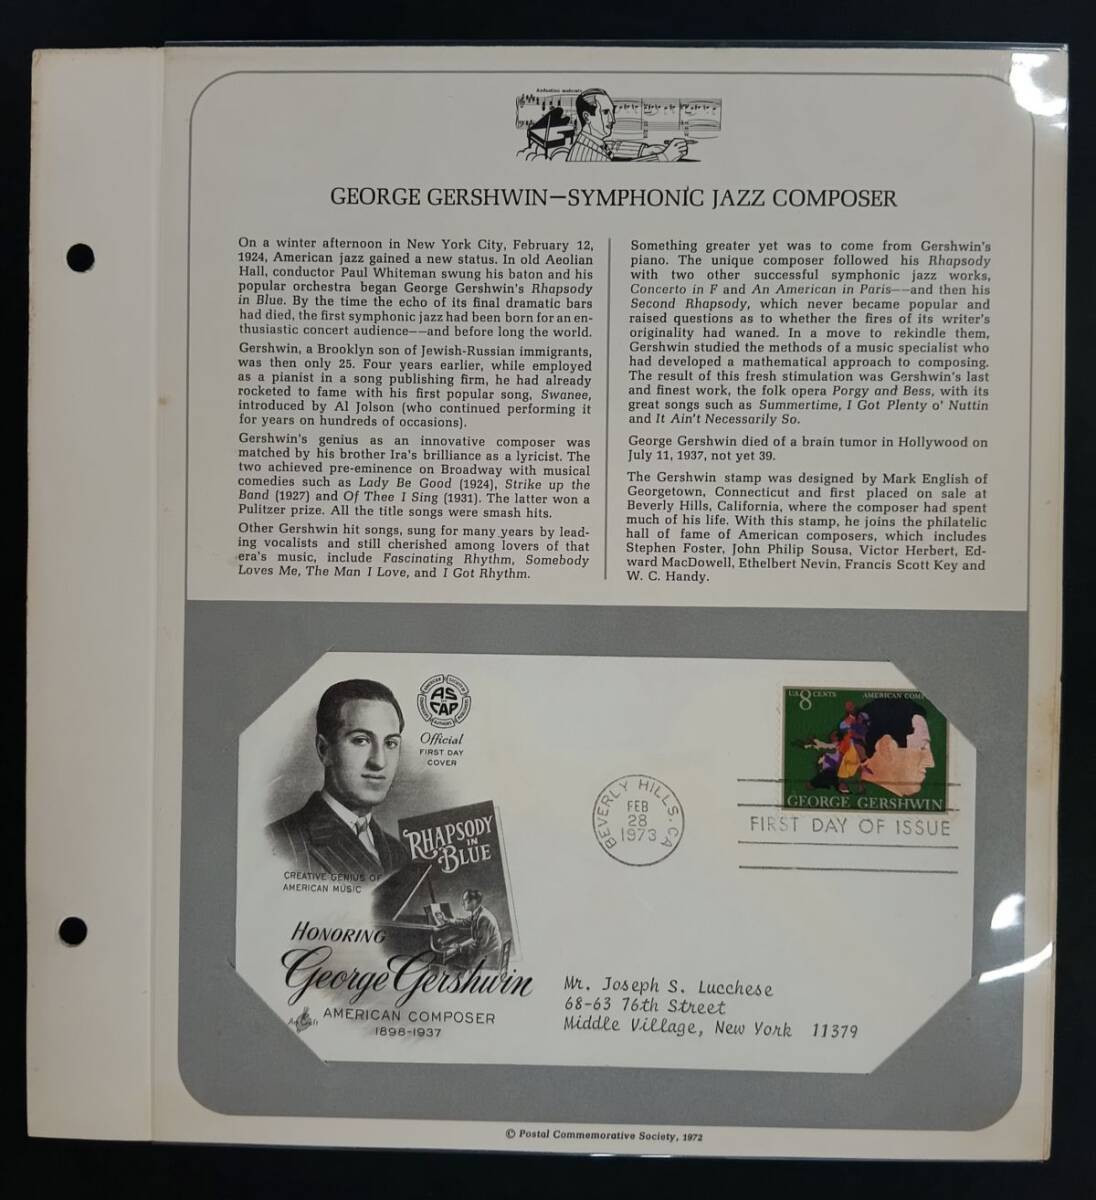 Andantino moderato
GEORGE GERSHWIN—SYMPHONIC JAZZ COMPOSER
On a winter afternoon in New York City, February 12,
1924, American jazz gained a new status. In old Aeolian
Hall, conductor Paul Whiteman swung his baton and his
popular orchestra began George Gershwin's Rhapsody
in Blue. By the time the echo of its final dramatic bars
had died, the first symphonic jazz had been born for an en-
thusiastic concert audience——and before long the world.
Gershwin, a Brooklyn son of Jewish-Russian immigrants,
was then only 25. Four years earlier, while employed
as a pianist in a song publishing firm, he had already
rocketed to fame with his first popular song, Swanee,
introduced by Al Jolson (who continued performing it
for years on hundreds of occasions).
Gershwin's genius as an innovative composer was
matched by his brother Ira's brilliance as a lyricist. The
two achieved pre-eminence on Broadway with musical
comedies such as Lady Be Good (1924), Strike up the
Band (1927) and Of Thee I Sing (1931). The latter won a
Pulitzer prize. All the title songs were smash hits.
Other Gershwin hit songs, sung for many years by lead-
ing vocalists and still cherished among lovers of that
era's music, include Fascinating Rhythm, Somebody
Loves Me, The Man I Love, and I Got Rhythm.
Something greater yet was to come from Gershwin's
piano. The unique composer followed his Rhapsody
with two other successful symphonic jazz works,
Concerto in F and An American in Paris——and then his
Second Rhapsody, which never became popular and
raised questions as to whether the fires of its writer's
originality had waned. In a move to rekindle them,
Gershwin studied the methods of a music specialist who
had developed a mathematical approach to composing.
The result of this fresh stimulation was Gershwin's last
and finest work, the folk opera Porgy and Bess, with its
great songs such as Summertime, I Got Plenty o' Nuttin
and It Ain't Necessarily So.
George Gershwin died of a brain tumor in Hollywood on
July 11, 1937, not yet 39.
The Gershwin stamp was designed by Mark English of
Georgetown, Connecticut and first placed on sale at
Beverly Hills, California, where the composer had spent
much of his life. With this stamp, he joins the philatelic
hall of fame of American composers, which includes
Stephen Foster, John Philip Sousa, Victor Herbert, Ed-
ward MacDowell, Ethelbert Nevin, Francis Scott Key and
W. C. Handy.
AS
CAP
Official
FIRST DAY
COVER
RHAPSODY
IN
BLUE
CREATIVE GENIUS OF
AMERICAN MUSIC
HONORING
George Gershwin
AMERICAN COMPOSER
1898-1937
Art Craft
BEVERLY HILLS, CA
FEB
28
1973
US 8 CENTS AMERICAN COMP
GEORGE GERSHWIN
FIRST DAY OF ISSUE
Mr. Joseph S. Lucchese
68-63 76th Street
Middle Village, New York 11379
© Postal Commemorative Society, 1972